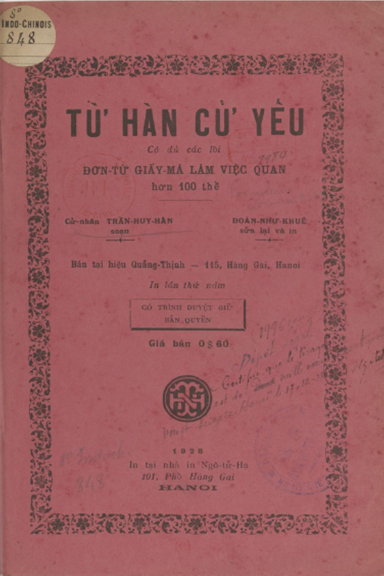 8°
INDO-CHINOIS
848
TỪ HÀN CỬ YẾU
Có đủ các lối
ĐƠN-TỪ GIẤY-MÁ LÀM VIỆC QUAN
hơn 100 thể
Cử-nhân TRẦN-HUY-HÂN
soạn
ĐOÀN-NHƯ-KHUÊ
sửa lại và in
Bán tại hiệu Quảng-Thịnh — 115, Hàng Gai, Hanoi
In lần thứ năm
CÓ TRÌNH DUYỆT GIỮ
BẢN QUYỀN
Giá bán 0$60
In tại nhà in Ngô-tử-Hạ
101, Phố Hàng Gai
HANOI
848